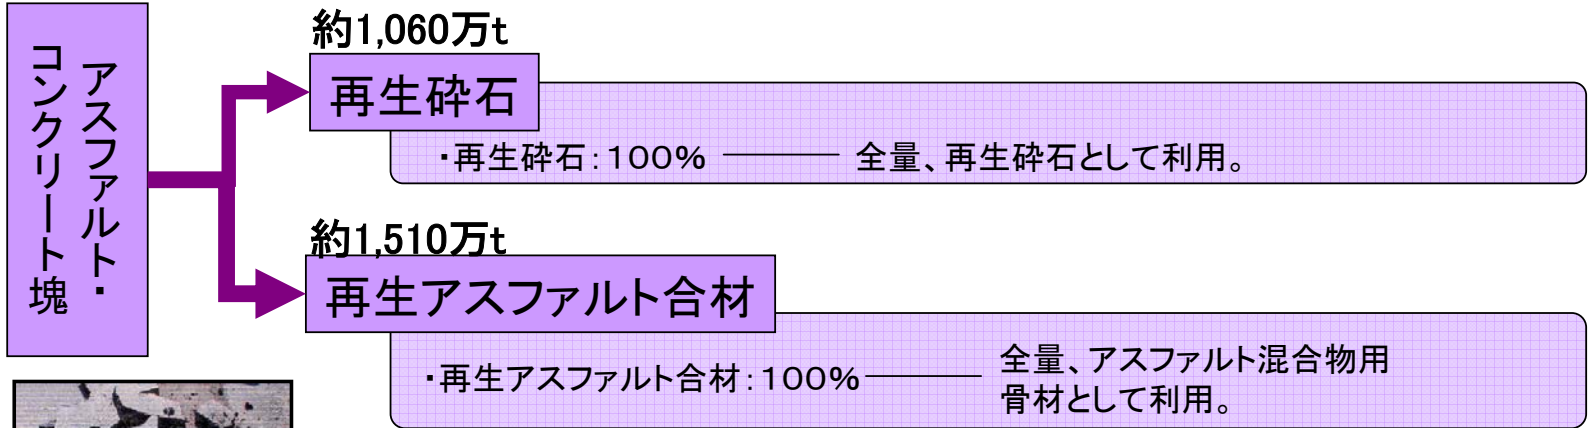 アスファルト・
コンクリート塊
約1,060万t
再生砕石
・再生砕石：100% ――― 全量、再生砕石として利用。
約1,510万t
再生アスファルト合材
・再生アスファルト合材：100% ――― 全量、アスファルト混合物用
骨材として利用。